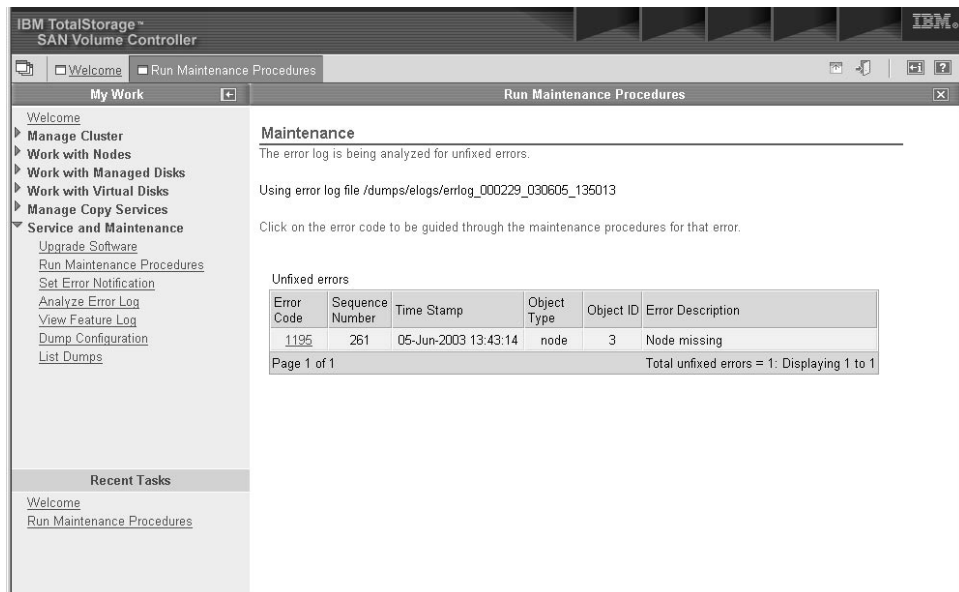 IBM TotalStorage™
SAN Volume Controller
IBM®
Welcome
Run Maintenance Procedures
My Work
Run Maintenance Procedures
Welcome
Manage Cluster
Work with Nodes
Work with Managed Disks
Work with Virtual Disks
Manage Copy Services
Service and Maintenance
Upgrade Software
Run Maintenance Procedures
Set Error Notification
Analyze Error Log
View Feature Log
Dump Configuration
List Dumps
Recent Tasks
Welcome
Run Maintenance Procedures
Maintenance
The error log is being analyzed for unfixed errors.
Using error log file /dumps/elogs/errlog_000229_030605_135013
Click on the error code to be guided through the maintenance procedures for that error.
Unfixed errors
Error Code Sequence Number Time Stamp Object Type Object ID Error Description
1195 261 05-Jun-2003 13:43:14 node 3 Node missing
Page 1 of 1 Total unfixed errors = 1: Displaying 1 to 1